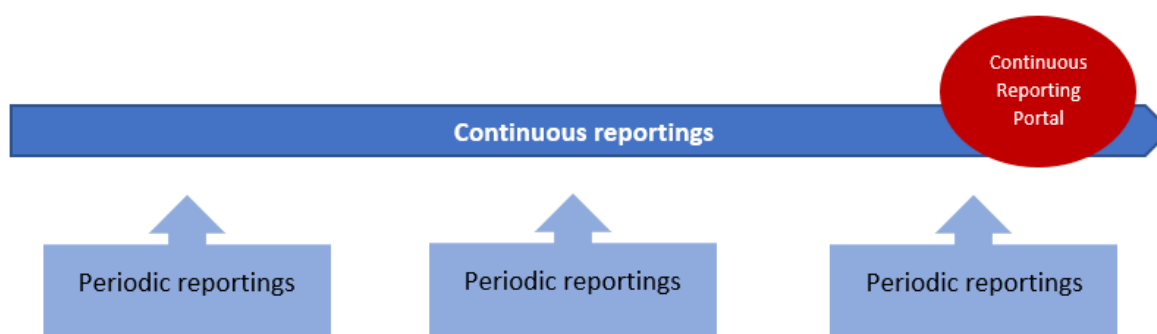 Continuous
Reporting
Portal
Continuous reportings
Periodic reportings
Periodic reportings
Periodic reportings